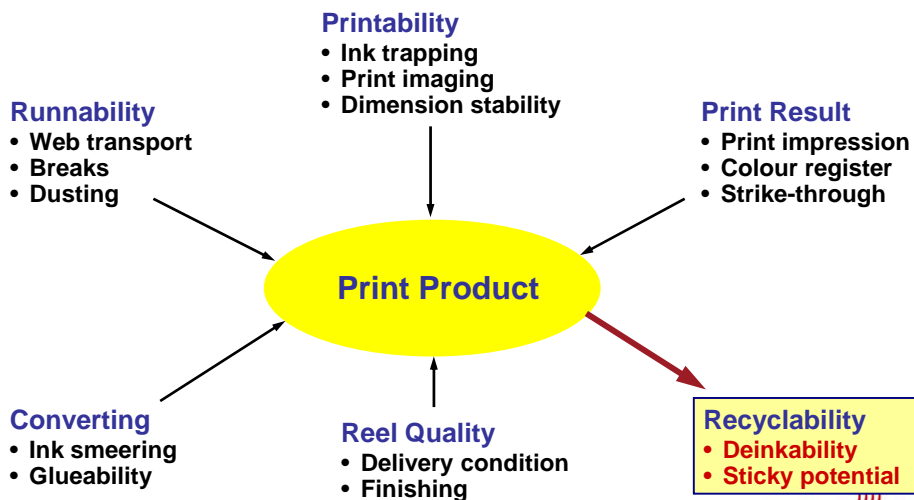 Printability
• Ink trapping
• Print imaging
• Dimension stability
Runnability
• Web transport
• Breaks
• Dusting
Print Result
• Print impression
• Colour register
• Strike-through
Print Product
Converting
• Ink smeering
• Glueability
Reel Quality
• Delivery condition
• Finishing
Recyclability
• Deinkability
• Sticky potential